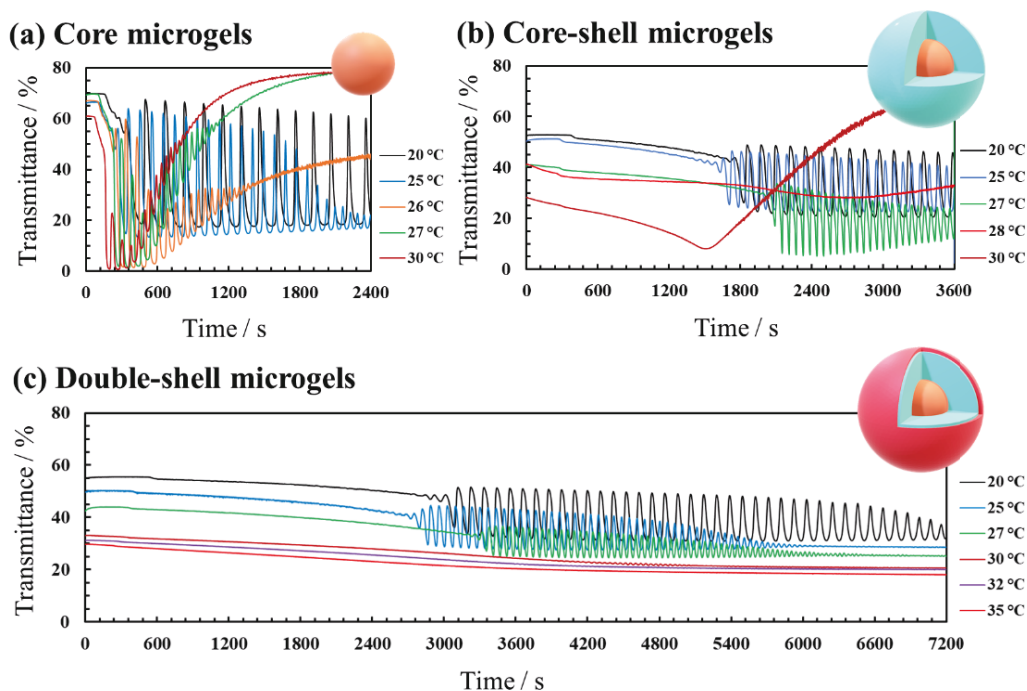 (a) Core microgels
Transmittance / %
80
60
40
20
0
0 600 1200 1800 2400
Time / s
20 °C
25 °C
26 °C
27 °C
30 °C
(b) Core-shell microgels
Transmittance / %
80
60
40
20
0
0 600 1200 1800 2400 3000 3600
Time / s
20 °C
25 °C
27 °C
28 °C
30 °C
(c) Double-shell microgels
Transmittance / %
80
60
40
20
0
0 600 1200 1800 2400 3000 3600 4200 4800 5400 6000 6600 7200
Time / s
20 °C
25 °C
27 °C
30 °C
32 °C
35 °C